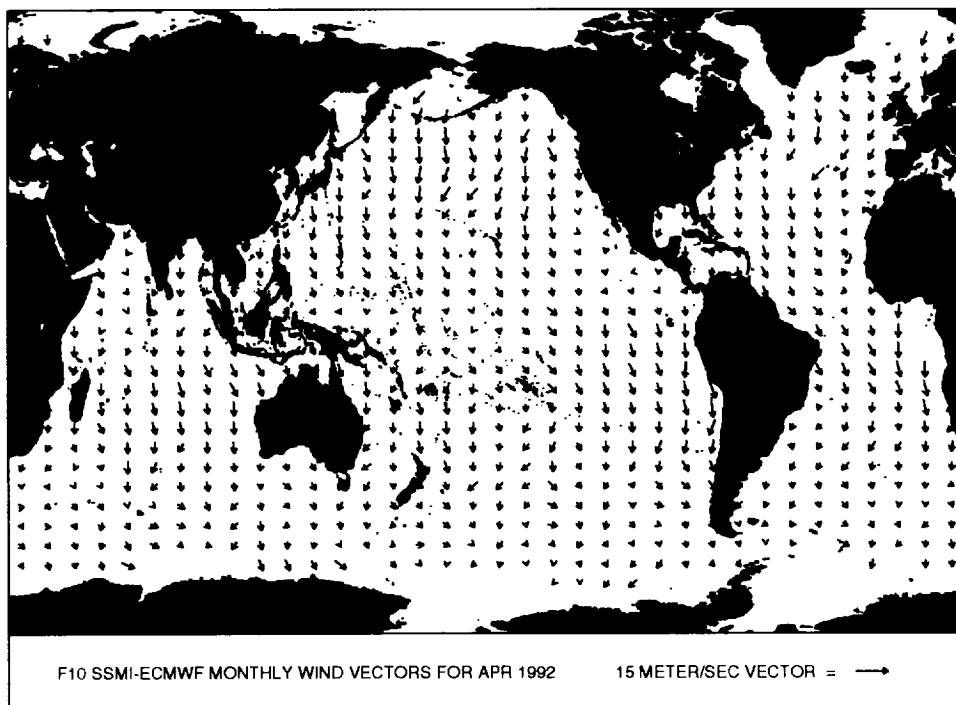 F10 SSMI-ECMWF MONTHLY WIND VECTORS FOR APR 1992 15 METER/SEC VECTOR =